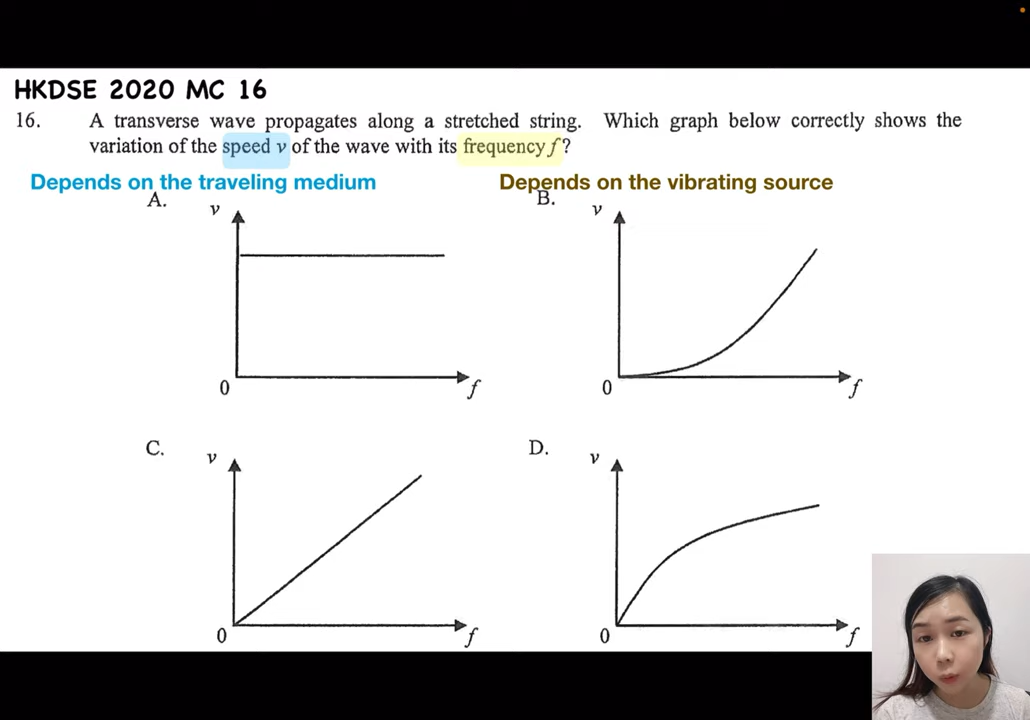 HKDSE 2020 MC 16
16. A transverse wave propagates along a stretched string. Which graph below correctly shows the
variation of the speed v of the wave with its frequency f?
Depends on the traveling medium
Depends on the vibrating source
A.
v
0
f
B.
v
0
f
C.
v
0
f
D.
v
0
f